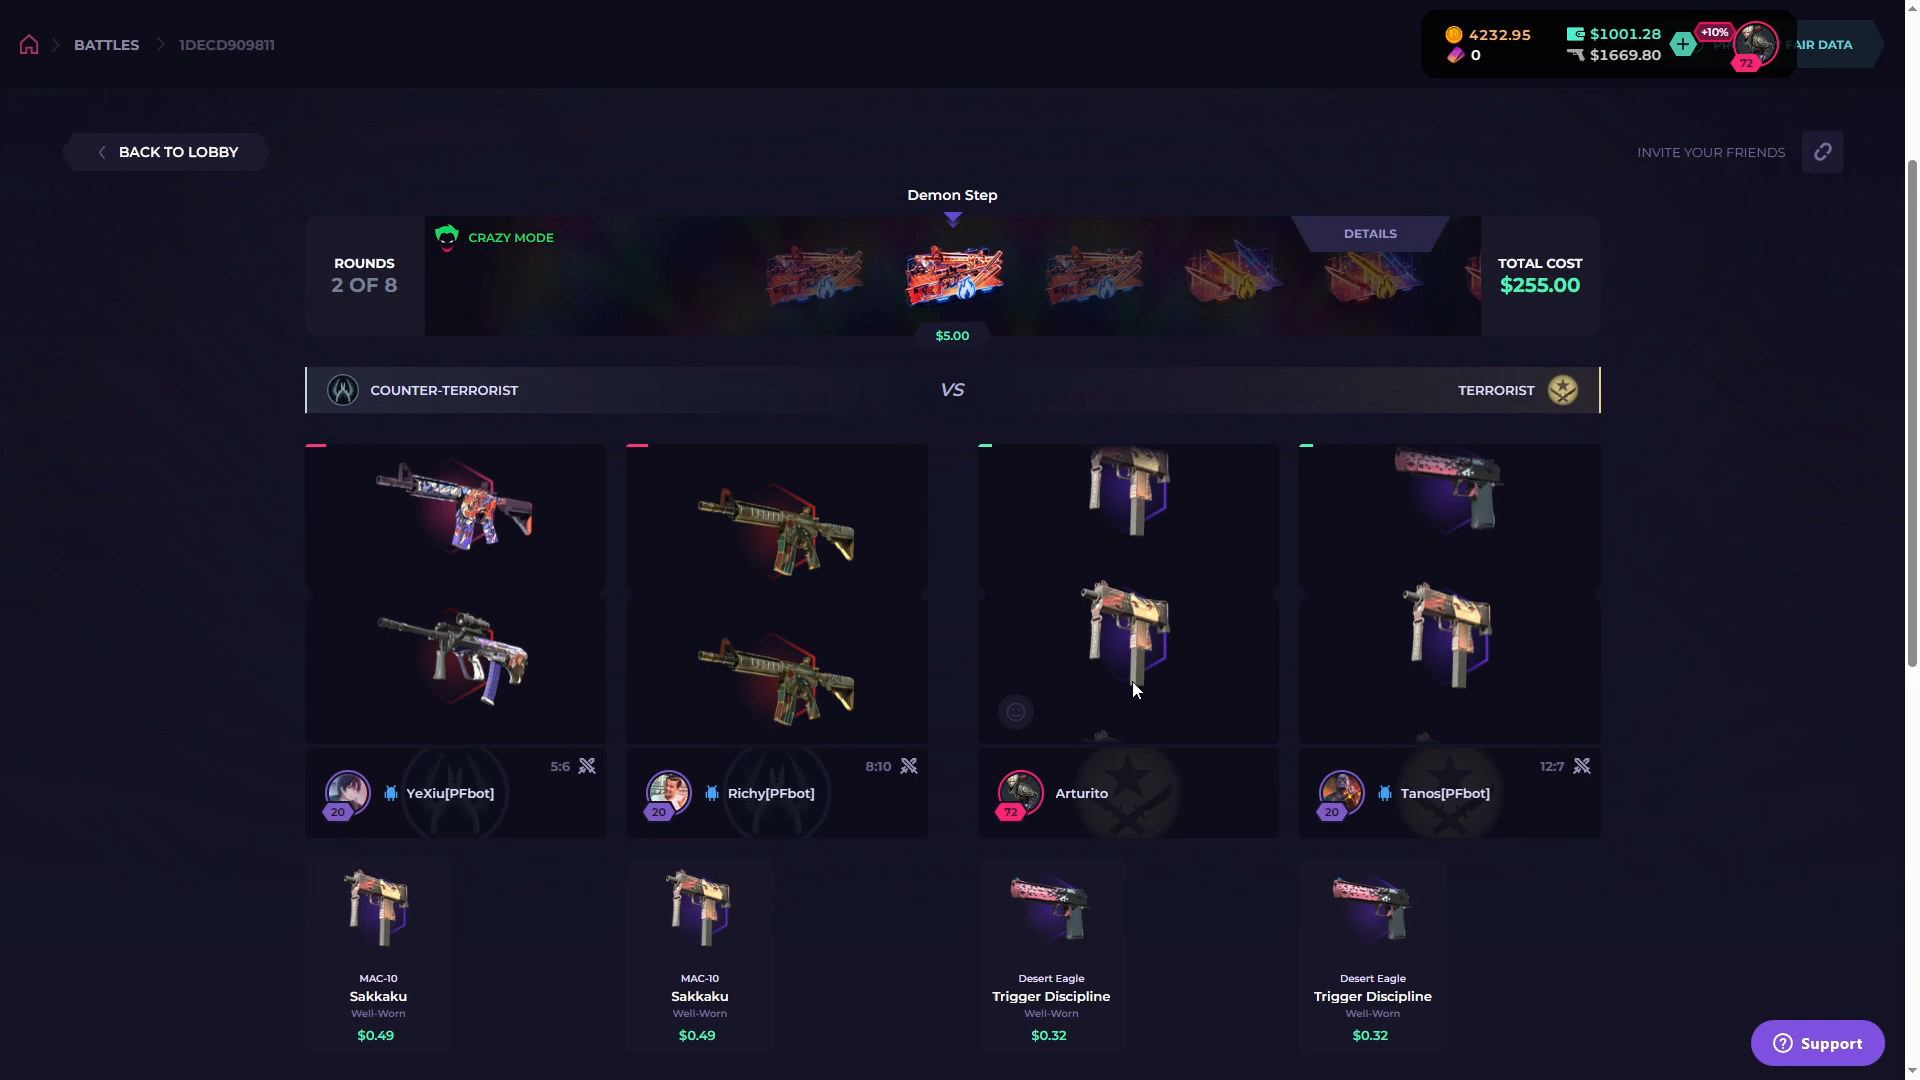 BATTLES
1DECD909811
4232.95
0
$1001.28
$1669.80
+10%
72
AIR DATA
BACK TO LOBBY
INVITE YOUR FRIENDS
Demon Step
CRAZY MODE
DETAILS
ROUNDS
2 OF 8
TOTAL COST
$255.00
$5.00
COUNTER-TERRORIST
VS
TERRORIST
5:6
YeXiu[PFbot]
20
8:10
Richy[PFbot]
20
Arturito
72
12:7
Tanos[PFbot]
20
MAC-10
Sakkaku
Well-Worn
$0.49
MAC-10
Sakkaku
Well-Worn
$0.49
Desert Eagle
Trigger Discipline
Well-Worn
$0.32
Desert Eagle
Trigger Discipline
Well-Worn
$0.32
Support